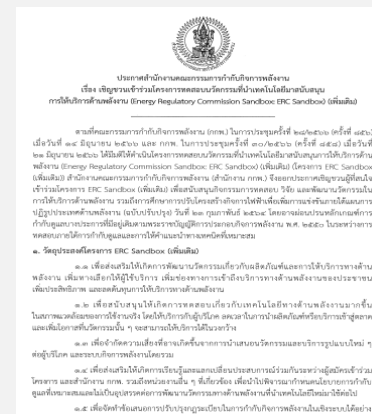 ประกาศสำนักงานคณะกรรมการกำกับกิจการพลังงาน
เรื่อง เชิญชวนเข้าร่วมโครงการทดสอบนวัตกรรมที่นำเทคโนโลยีมาสนับสนุน
การให้บริการด้านพลังงาน (Energy Regulatory Commission Sandbox: ERC Sandbox) (เพิ่มเติม)
ตามที่คณะกรรมการกำกับกิจการพลังงาน (กกพ.) ในการประชุมครั้งที่ ๒๘/๒๕๖๖ (ครั้งที่ ๘๕๖)
เมื่อวันที่ ๑๔ มิถุนายน ๒๕๖๖ และ กกพ. ในการประชุมครั้งที่ ๓๐/๒๕๖๖ (ครั้งที่ ๘๕๘) เมื่อวันที่
๒๑ มิถุนายน ๒๕๖๖ ได้มีมติให้ดำเนินโครงการทดสอบนวัตกรรมที่นำเทคโนโลยีมาสนับสนุนการให้บริการด้าน
พลังงาน (Energy Regulatory Commission Sandbox: ERC Sandbox) (เพิ่มเติม) (โครงการ ERC Sandbox
(เพิ่มเติม)) สำนักงานคณะกรรมการกำกับกิจการพลังงาน (สำนักงาน กกพ.) จึงออกประกาศเชิญชวนผู้ที่สนใจ
เข้าร่วมโครงการ ERC Sandbox (เพิ่มเติม) เพื่อสนับสนุนกิจกรรมการทดสอบ วิจัย และพัฒนานวัตกรรมใน
การให้บริการด้านพลังงาน รวมถึงการศึกษาการปรับโครงสร้างกิจการไฟฟ้าเพื่อเพิ่มการแข่งขันภายใต้แผนการ
ปฏิรูปประเทศด้านพลังงาน (ฉบับปรับปรุง) วันที่ ๒๓ กุมภาพันธ์ ๒๕๖๔ โดยอาจผ่อนปรนหลักเกณฑ์การ
กำกับดูแลบางประการที่มีอยู่เดิมตามพระราชบัญญัติการประกอบกิจการพลังงาน พ.ศ. ๒๕๕๐ ในระหว่างการ
ทดสอบภายใต้การกำกับดูแลและการให้คำแนะนำทางเทคนิคที่เหมาะสม
๑. วัตถุประสงค์โครงการ ERC Sandbox (เพิ่มเติม)
๑.๑ เพื่อส่งเสริมให้เกิดการพัฒนานวัตกรรมเกี่ยวกับผลิตภัณฑ์และการให้บริการทางด้าน
พลังงาน เพิ่มทางเลือกให้ผู้ใช้บริการ เพิ่มช่องทางการเข้าถึงบริการทางด้านพลังงานของประชาชน
เพิ่มประสิทธิภาพ และลดต้นทุนการให้บริการทางด้านพลังงาน
๑.๒ เพื่อสนับสนุนให้เกิดการทดสอบเกี่ยวกับเทคโนโลยีทางด้านพลังงานมากขึ้น
ในสภาพแวดล้อมของการใช้งานจริง โดยให้บริการกับผู้บริโภค ลดเวลาในการนำผลิตภัณฑ์หรือบริการเข้าสู่ตลาด
และเพิ่มโอกาสที่นวัตกรรมนั้น ๆ จะสามารถให้บริการได้ในวงกว้าง
๑.๓ เพื่อจำกัดความเสี่ยงที่อาจเกิดขึ้นจากการนำเสนอนวัตกรรมและบริการรูปแบบใหม่ ๆ
ต่อผู้บริโภค และระบบกิจการพลังงานโดยรวม
๑.๔ เพื่อส่งเสริมให้เกิดการเรียนรู้และแลกเปลี่ยนประสบการณ์ร่วมกันระหว่างผู้สมัครเข้าร่วม
โครงการ และสำนักงาน กกพ. รวมถึงหน่วยงานอื่น ๆ ที่เกี่ยวข้อง เพื่อนำไปพิจารณากำหนดนโยบายการกำกับ
ดูแลที่เหมาะสมและไม่เป็นอุปสรรคต่อการพัฒนานวัตกรรมทางด้านพลังงานที่นำเทคโนโลยีใหม่มาใช้ต่อไป
๑.๕ เพื่อจัดทำข้อเสนอการปรับปรุงกฎระเบียบในการกำกับกิจการพลังงานในเชิงระบบได้อย่าง